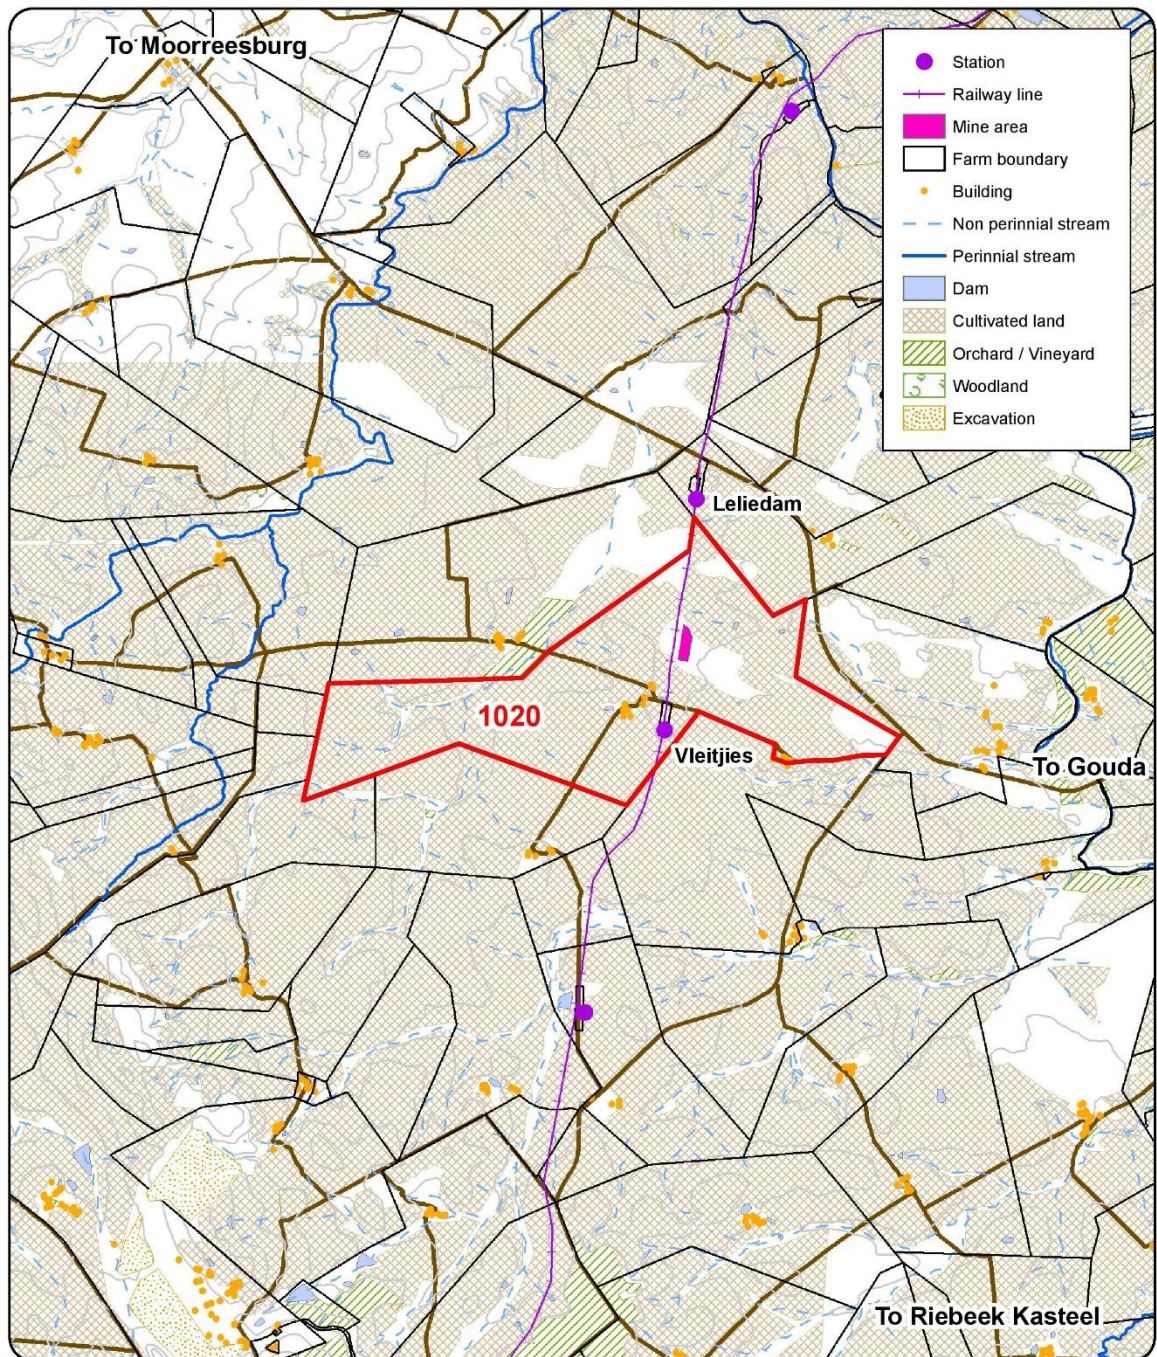 To Moorreesburg
Station
Railway line
Mine area
Farm boundary
Building
Non perinnial stream
Perinnial stream
Dam
Cultivated land
Orchard / Vineyard
Woodland
Excavation
Leliedam
1020
Vleitjies
To Gouda
To Riebeek Kasteel